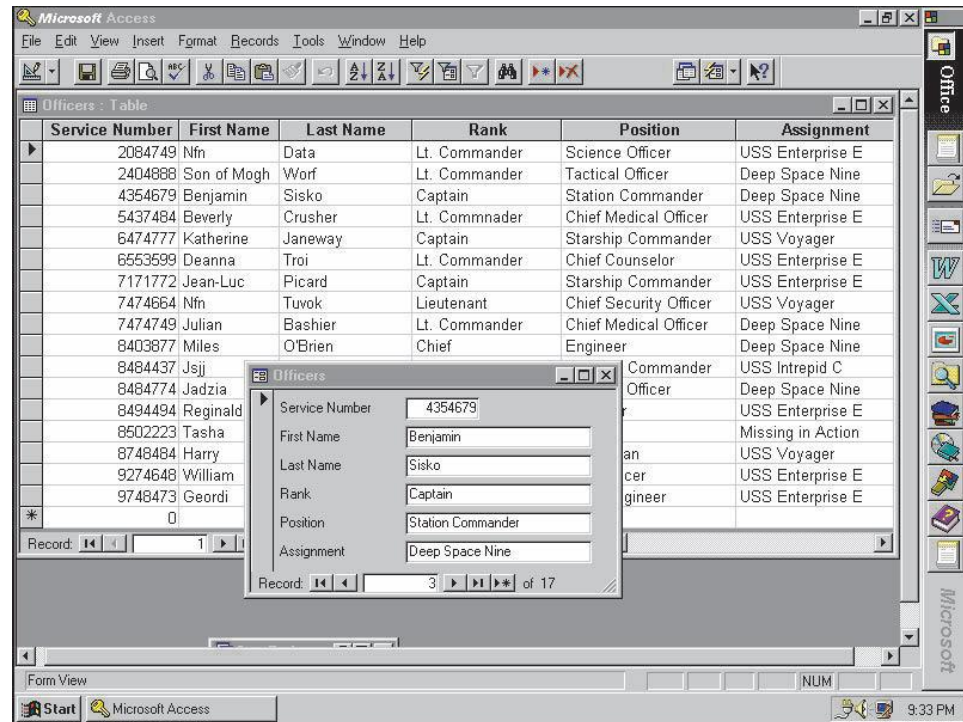 Microsoft Access
File Edit View Insert Format Records Tools Window Help
Office
Officers : Table
Service Number First Name Last Name Rank Position Assignment
2084749 Nfn Data Lt. Commander Science Officer USS Enterprise E
2404888 Son of Mogh Worf Lt. Commander Tactical Officer Deep Space Nine
4354679 Benjamin Sisko Captain Station Commander Deep Space Nine
5437484 Beverly Crusher Lt. Commnader Chief Medical Officer USS Enterprise E
6474777 Katherine Janeway Captain Starship Commander USS Voyager
6553599 Deanna Troi Lt. Commander Chief Counselor USS Enterprise E
7171772 Jean-Luc Picard Captain Starship Commander USS Enterprise E
7474664 Nfn Tuvok Lieutenant Chief Security Officer USS Voyager
7474749 Julian Bashier Lt. Commander Chief Medical Officer Deep Space Nine
8403877 Miles O'Brien Chief Engineer Deep Space Nine
8484437 Jsjj Commander USS Intrepid C
8484774 Jadzia Officer Deep Space Nine
8494494 Reginald r USS Enterprise E
8502223 Tasha Missing in Action
8748484 Harry an USS Voyager
9274648 William cer USS Enterprise E
9748473 Geordi gineer USS Enterprise E
0
Record: 1
Officers
Service Number 4354679
First Name Benjamin
Last Name Sisko
Rank Captain
Position Station Commander
Assignment Deep Space Nine
Record: 3 of 17
Microsoft
Form View NUM
Start Microsoft Access 9:33 PM